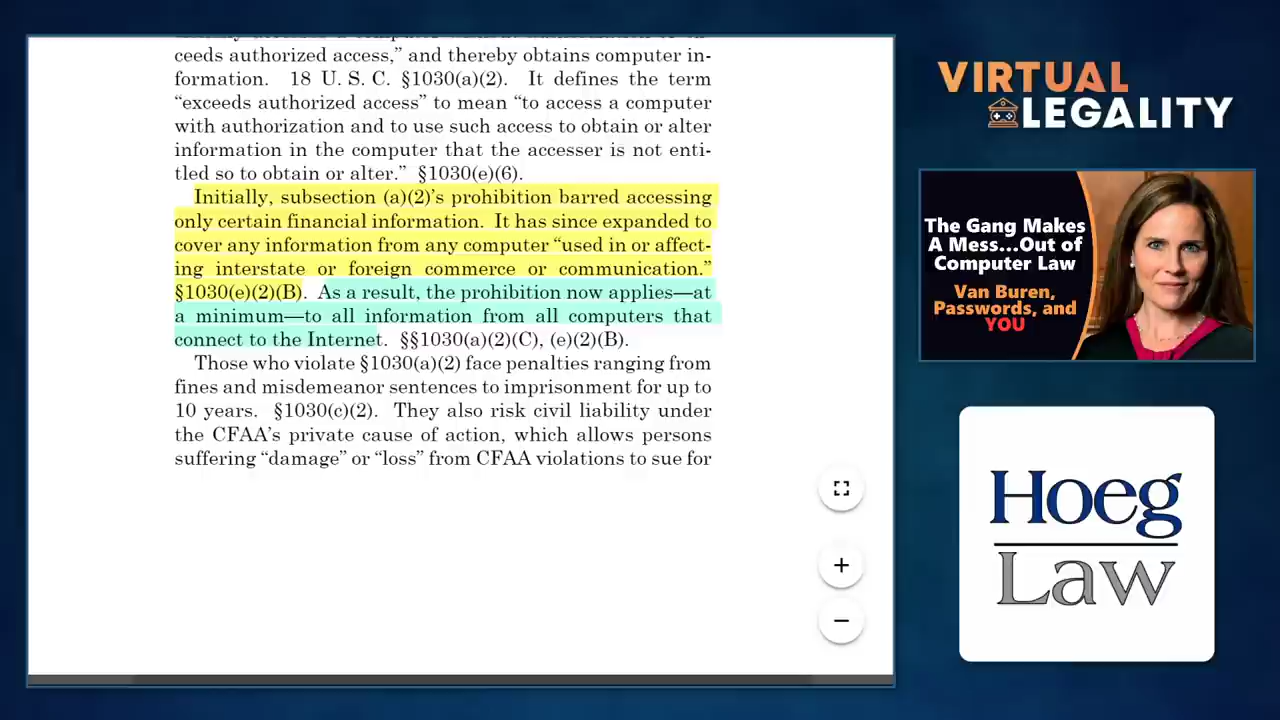 ceeds authorized access,” and thereby obtains computer in-
formation. 18 U. S. C. §1030(a)(2). It defines the term
“exceeds authorized access” to mean “to access a computer
with authorization and to use such access to obtain or alter
information in the computer that the accesser is not enti-
tled so to obtain or alter.” §1030(e)(6).
Initially, subsection (a)(2)’s prohibition barred accessing
only certain financial information. It has since expanded to
cover any information from any computer “used in or affect-
ing interstate or foreign commerce or communication.”
§1030(e)(2)(B). As a result, the prohibition now applies—at
a minimum—to all information from all computers that
connect to the Internet. §§1030(a)(2)(C), (e)(2)(B).
Those who violate §1030(a)(2) face penalties ranging from
fines and misdemeanor sentences to imprisonment for up to
10 years. §1030(c)(2). They also risk civil liability under
the CFAA’s private cause of action, which allows persons
suffering “damage” or “loss” from CFAA violations to sue for
VIRTUAL
LEGALITY
The Gang Makes
A Mess...Out of
Computer Law
Van Buren,
Passwords, and
YOU
Hoeg
Law